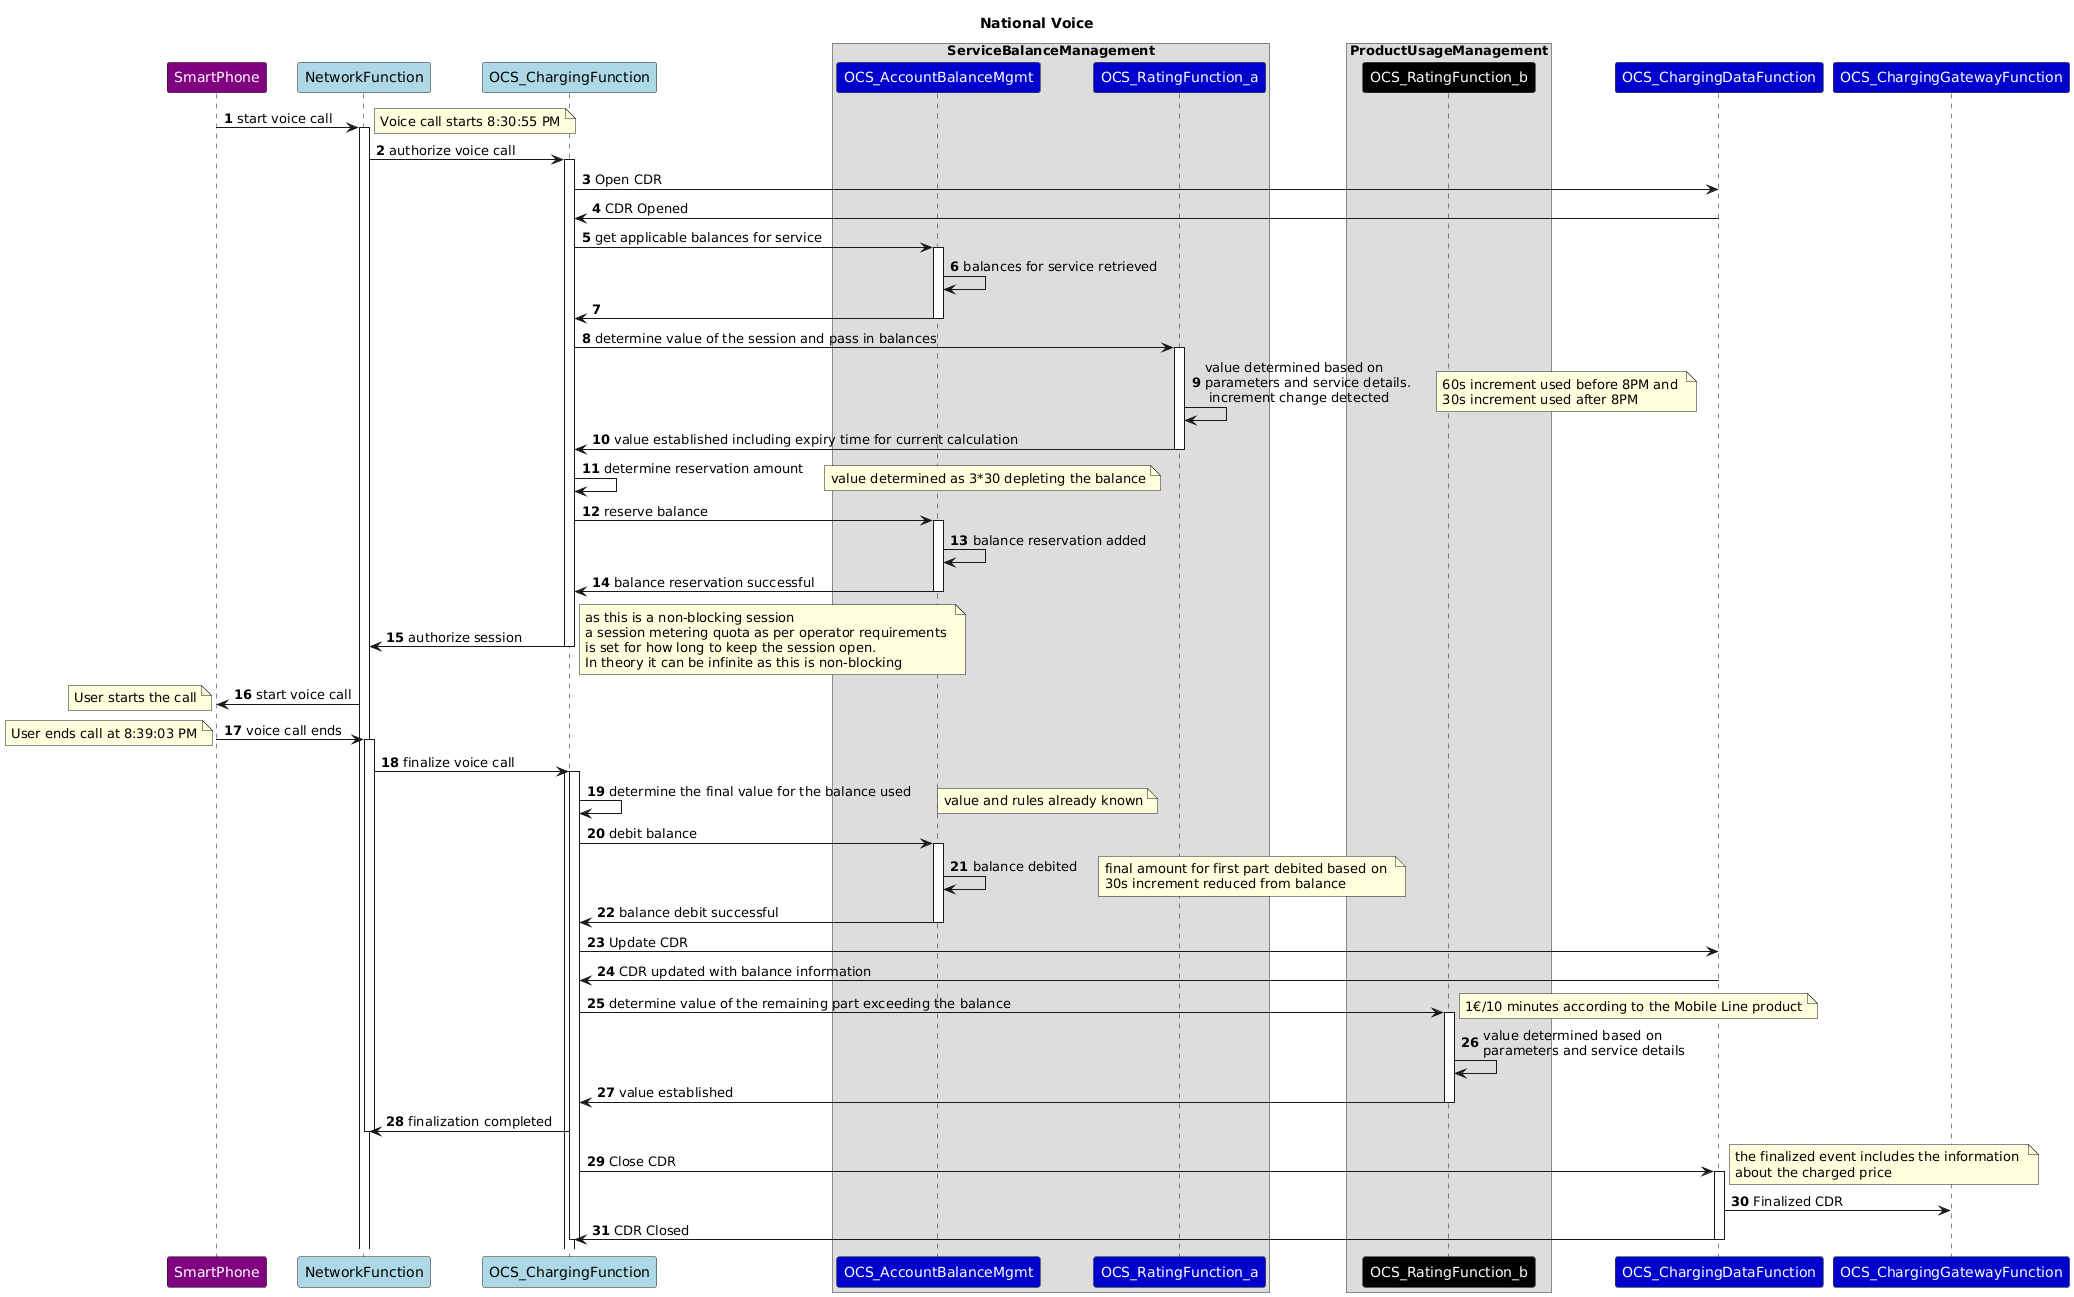 National Voice
ServiceBalanceManagement
ProductUsageManagement
SmartPhone
NetworkFunction
OCS_ChargingFunction
OCS_AccountBalanceMgmt
OCS_RatingFunction_a
OCS_RatingFunction_b
OCS_ChargingDataFunction
OCS_ChargingGatewayFunction
1 start voice call
Voice call starts 8:30:55 PM
2 authorize voice call
3 Open CDR
4 CDR Opened
5 get applicable balances for service
6 balances for service retrieved
7
8 determine value of the session and pass in balances
value determined based on
9 parameters and service details.
increment change detected
60s increment used before 8PM and
30s increment used after 8PM
10 value established including expiry time for current calculation
11 determine reservation amount
value determined as 3*30 depleting the balance
12 reserve balance
13 balance reservation added
14 balance reservation successful
as this is a non-blocking session
a session metering quota as per operator requirements
is set for how long to keep the session open.
In theory it can be infinite as this is non-blocking
15 authorize session
User starts the call
16 start voice call
User ends call at 8:39:03 PM
17 voice call ends
18 finalize voice call
19 determine the final value for the balance used
value and rules already known
20 debit balance
21 balance debited
final amount for first part debited based on
30s increment reduced from balance
22 balance debit successful
23 Update CDR
24 CDR updated with balance information
25 determine value of the remaining part exceeding the balance
1€/10 minutes according to the Mobile Line product
26 value determined based on
parameters and service details
27 value established
28 finalization completed
29 Close CDR
the finalized event includes the information
about the charged price
30 Finalized CDR
31 CDR Closed
SmartPhone
NetworkFunction
OCS_ChargingFunction
OCS_AccountBalanceMgmt
OCS_RatingFunction_a
OCS_RatingFunction_b
OCS_ChargingDataFunction
OCS_ChargingGatewayFunction